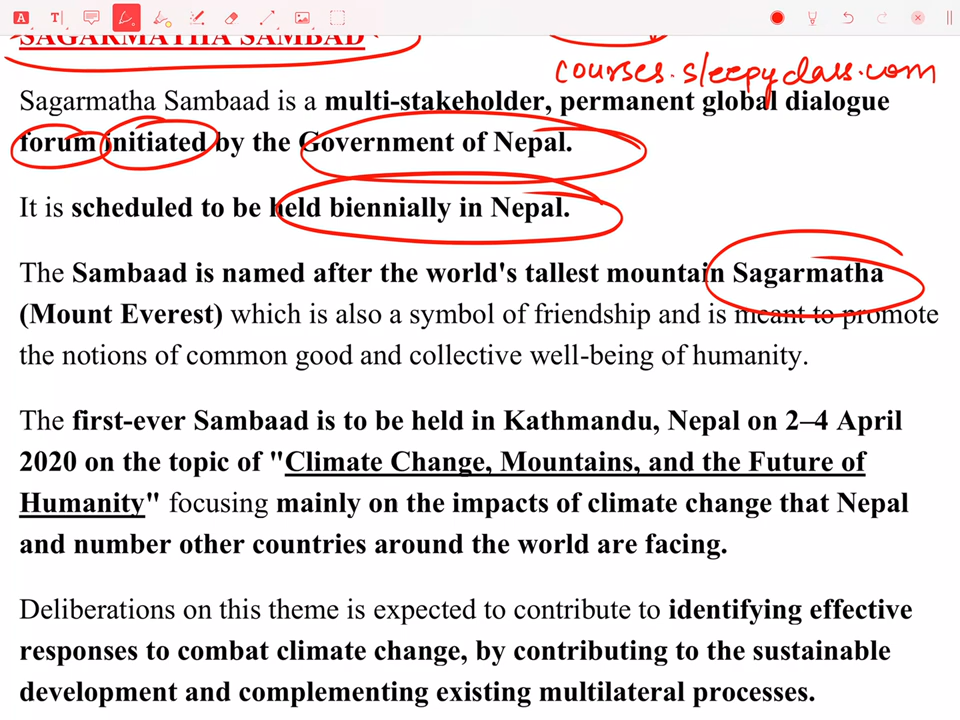 SAGARMATHA SAMBAD
courses.sleepyclass.com
Sagarmatha Sambaad is a multi-stakeholder, permanent global dialogue
forum initiated by the Government of Nepal.
It is scheduled to be held biennially in Nepal.
The Sambaad is named after the world's tallest mountain Sagarmatha
(Mount Everest) which is also a symbol of friendship and is meant to promote
the notions of common good and collective well-being of humanity.
The first-ever Sambaad is to be held in Kathmandu, Nepal on 2–4 April
2020 on the topic of "Climate Change, Mountains, and the Future of
Humanity" focusing mainly on the impacts of climate change that Nepal
and number other countries around the world are facing.
Deliberations on this theme is expected to contribute to identifying effective
responses to combat climate change, by contributing to the sustainable
development and complementing existing multilateral processes.